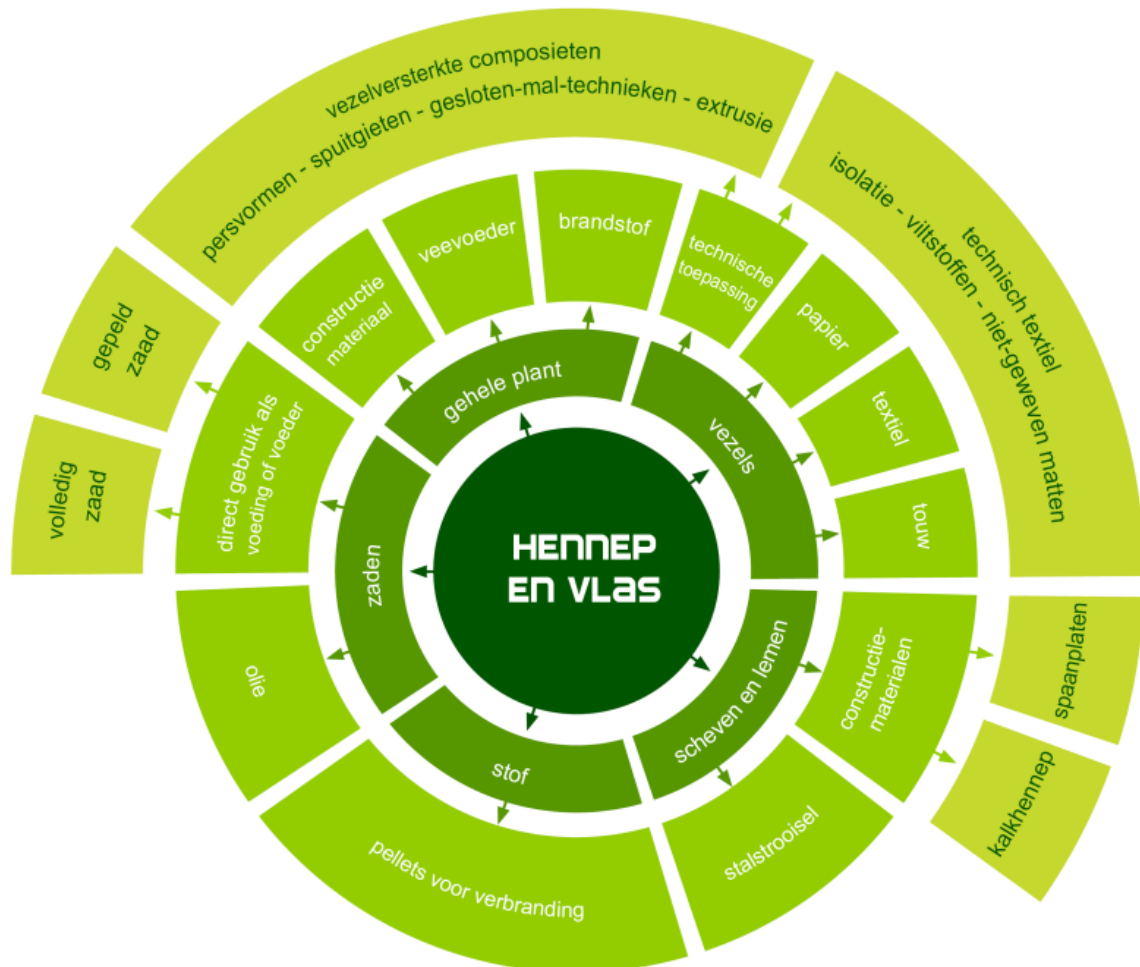 HENNEP
EN VLAS
gehele plant
vezels
scheven en lemen
stof
zaden
constructie
materiaal
veevoeder
brandstof
technische
toepassing
papier
textiel
touw
constructie-
materialen
stalstrooisel
pellets voor verbranding
olie
direct gebruik als
voeding of voeder
vezelversterkte composieten
persvormen - spuitgieten - gesloten-mal-technieken - extrusie
technisch textiel
isolatie - viltstoffen - niet-geweven matten
spaanplaten
kalkhennep
volledig
zaad
gepeld
zaad